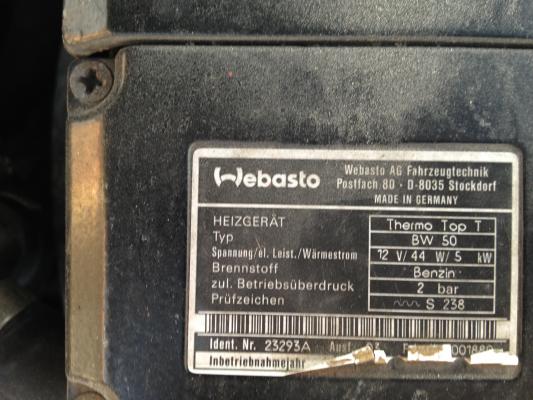 Webasto
Webasto AG Fahrzeugtechnik
Postfach 80 · D-8035 Stockdorf
MADE IN GERMANY
HEIZGERÄT
Thermo Top T
Typ BW 50
Spannung/el. Leist./Wärmestrom 12 V/44 W/5 kW
Brennstoff Benzin
zul. Betriebsüberdruck 2 bar
Prüfzeichen S 238
Ident. Nr. 23293A
Inbetriebnahmejahr